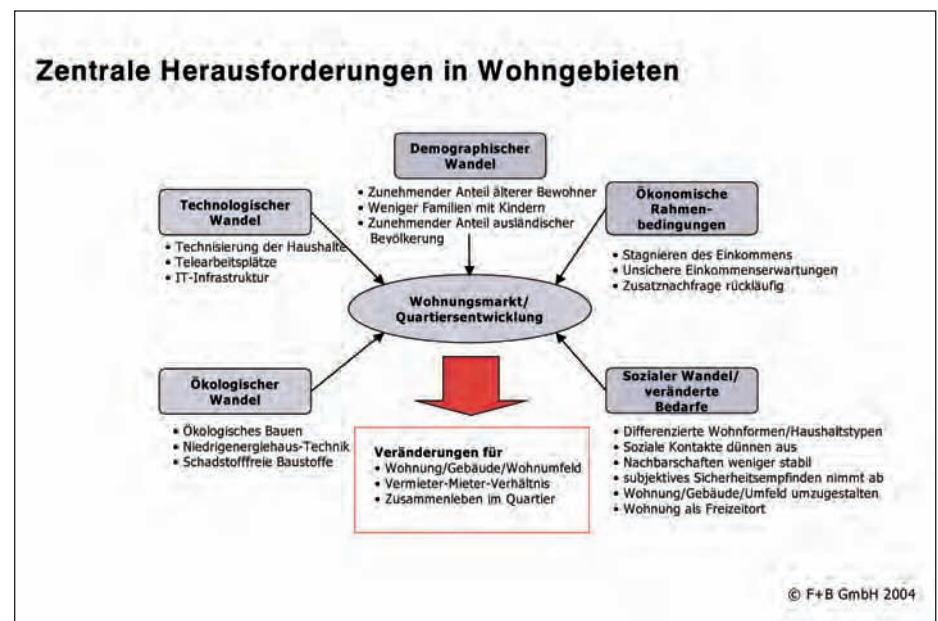 Zentrale Herausforderungen in Wohngebieten
Demographischer
Wandel
• Zunehmender Anteil älterer Bewohner
• Weniger Familien mit Kindern
• Zunehmender Anteil ausländischer
Bevölkerung
Technologischer
Wandel
• Technisierung der Haushalte
• Telearbeitsplätze
• IT-Infrastruktur
Ökonomische
Rahmen-
bedingungen
• Stagnieren des Einkommens
• Unsichere Einkommenserwartungen
• Zusatznachfrage rückläufig
Wohnungsmarkt/
Quartiersentwicklung
Ökologischer
Wandel
• Ökologisches Bauen
• Niedrigenergiehaus-Technik
• Schadstofffreie Baustoffe
Veränderungen für
• Wohnung/Gebäude/Wohnumfeld
• Vermieter-Mieter-Verhältnis
• Zusammenleben im Quartier
Sozialer Wandel/
veränderte
Bedarfe
• Differenzierte Wohnformen/Haushaltstypen
• Soziale Kontakte dünnen aus
• Nachbarschaften weniger stabil
• subjektives Sicherheitsempfinden nimmt ab
• Wohnung/Gebäude/Umfeld umzugestalten
• Wohnung als Freizeitort
© F+B GmbH 2004